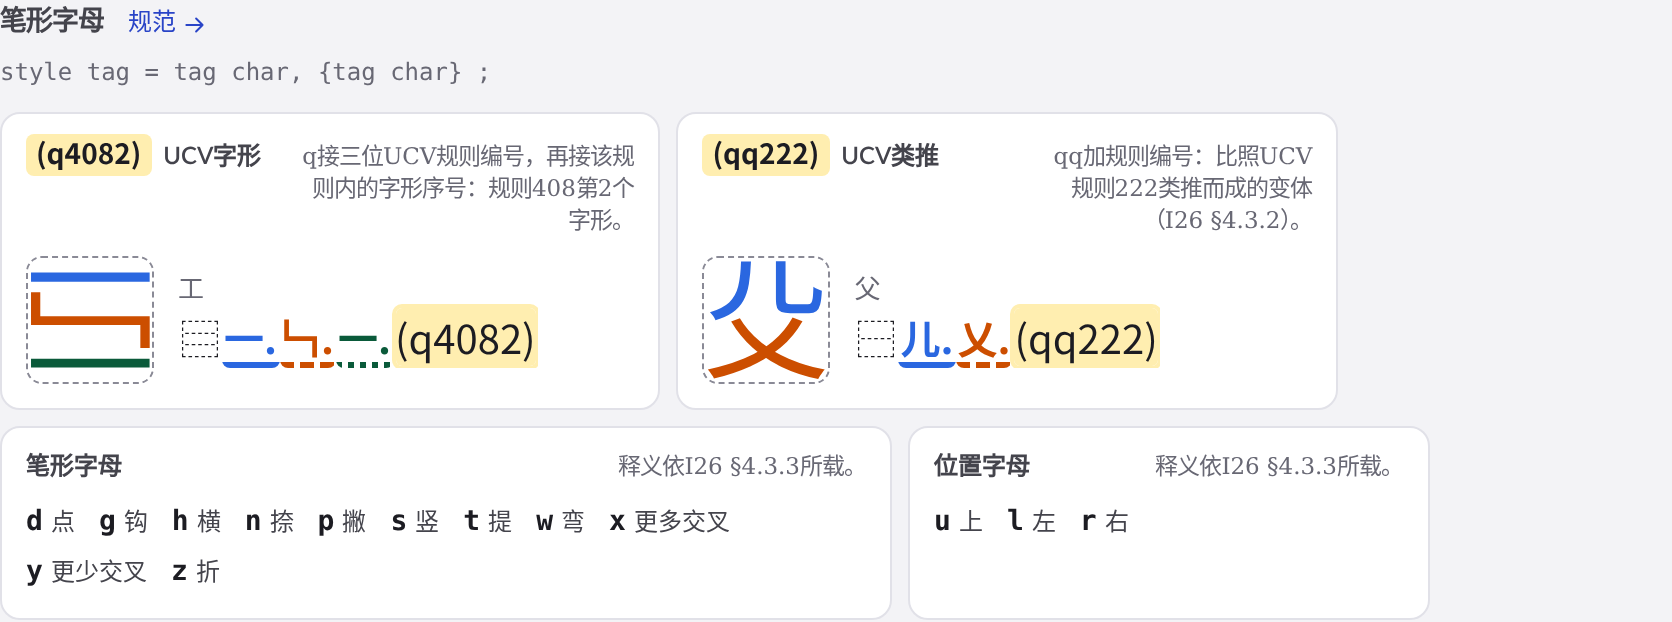 笔形字母 规范 →
style tag = tag char, {tag char} ;
(q4082) UCV字形 q接三位UCV规则编号，再接该规
则内的字形序号：规则408第2个
字形。
工
⿳一.㇞.一.(q4082)
(qq222) UCV类推 qq加规则编号：比照UCV
规则222类推而成的变体
（I26 §4.3.2）。
父
⿱儿.乂.(qq222)
笔形字母 释义依I26 §4.3.3所载。
d 点 g 钩 h 横 n 捺 p 撇 s 竖 t 提 w 弯 x 更多交叉
y 更少交叉 z 折
位置字母 释义依I26 §4.3.3所载。
u 上 l 左 r 右